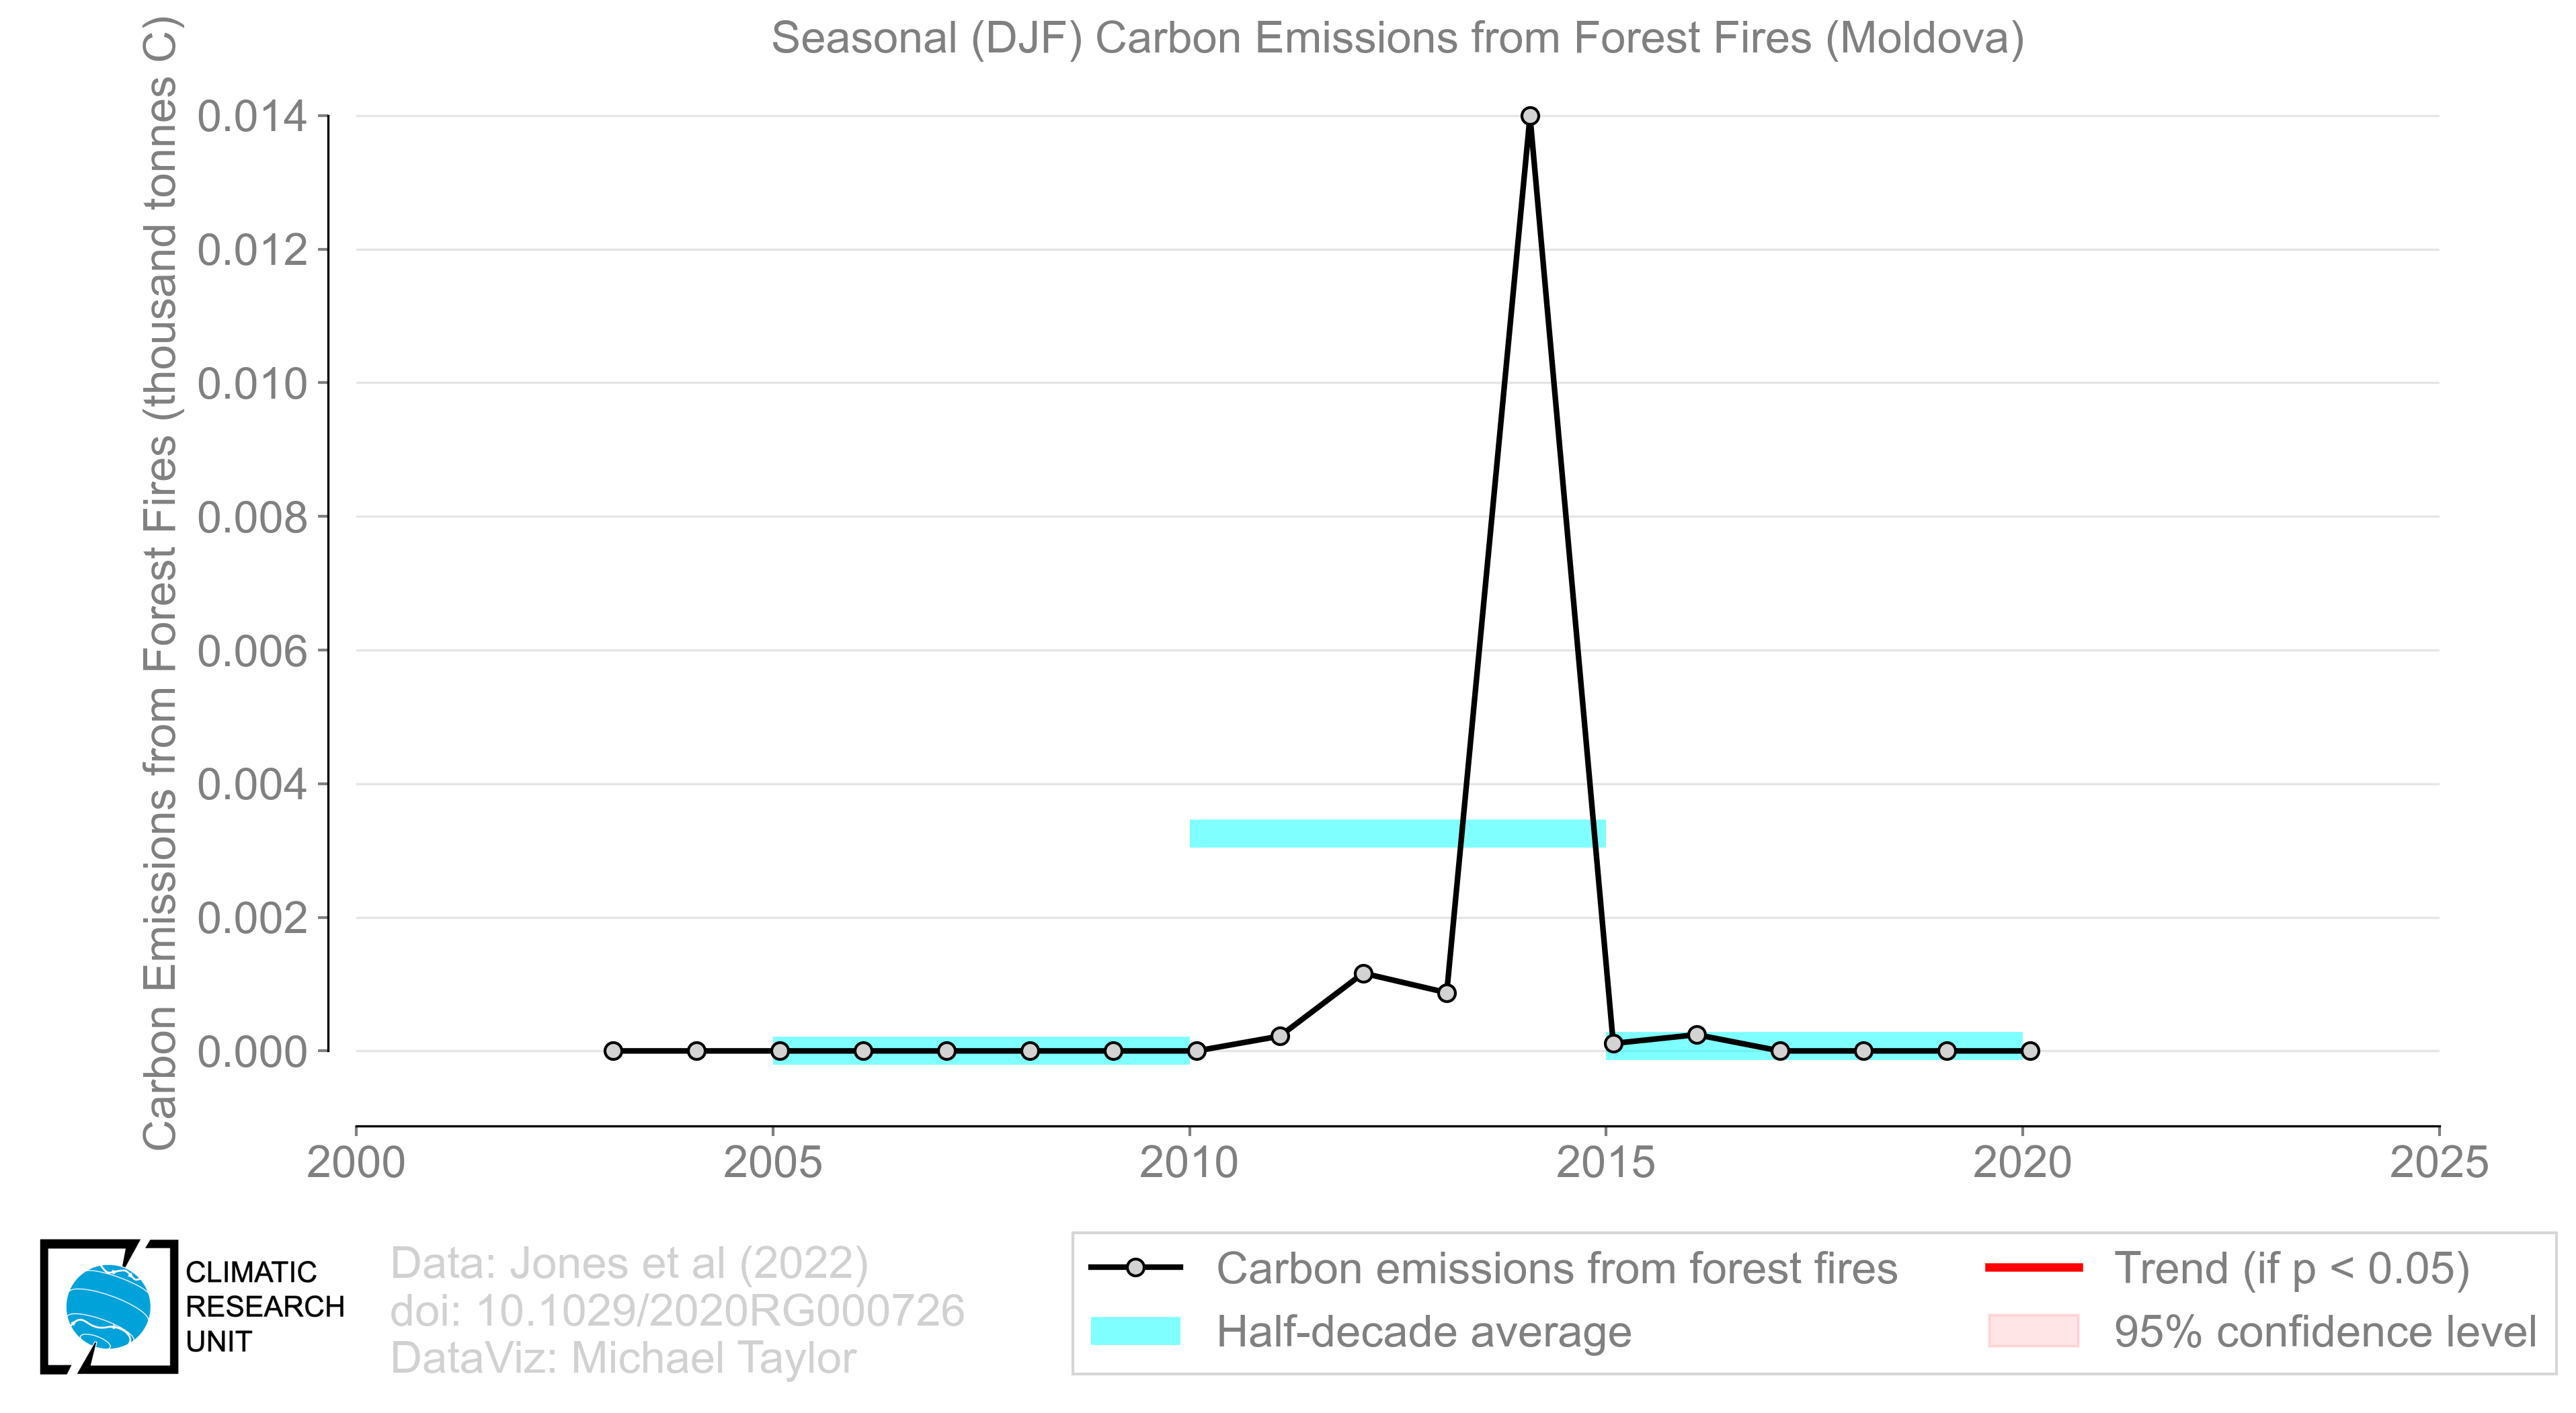 Seasonal (DJF) Carbon Emissions from Forest Fires (Moldova)
Carbon Emissions from Forest Fires (thousand tonnes C)
0.014
0.012
0.010
0.008
0.006
0.004
0.002
0.000
2000 2005 2010 2015 2020 2025
CLIMATIC
RESEARCH
UNIT
Data: Jones et al (2022)
doi: 10.1029/2020RG000726
DataViz: Michael Taylor
Carbon emissions from forest fires
Half-decade average
Trend (if p < 0.05)
95% confidence level